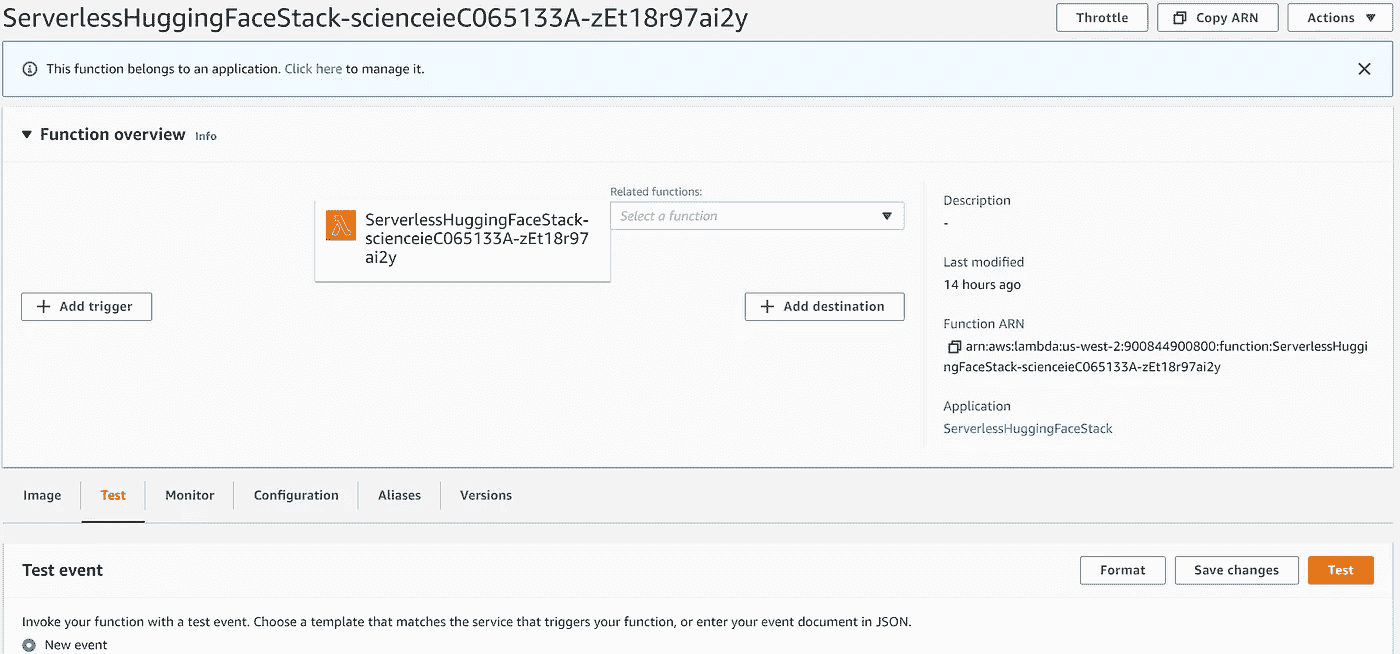 ServerlessHuggingFaceStack-scienceieC065133A-zEt18r97ai2y
Throttle
Copy ARN
Actions
This function belongs to an application. Click here to manage it.
Function overview Info
ServerlessHuggingFaceStack-
scienceieC065133A-zEt18r97
ai2y
Related functions:
Select a function
Add trigger
Add destination
Description
-
Last modified
14 hours ago
Function ARN
arn:aws:lambda:us-west-2:900844900800:function:ServerlessHuggi
ngFaceStack-scienceieC065133A-zEt18r97ai2y
Application
ServerlessHuggingFaceStack
Image
Test
Monitor
Configuration
Aliases
Versions
Test event
Format
Save changes
Test
Invoke your function with a test event. Choose a template that matches the service that triggers your function, or enter your event document in JSON.
New event